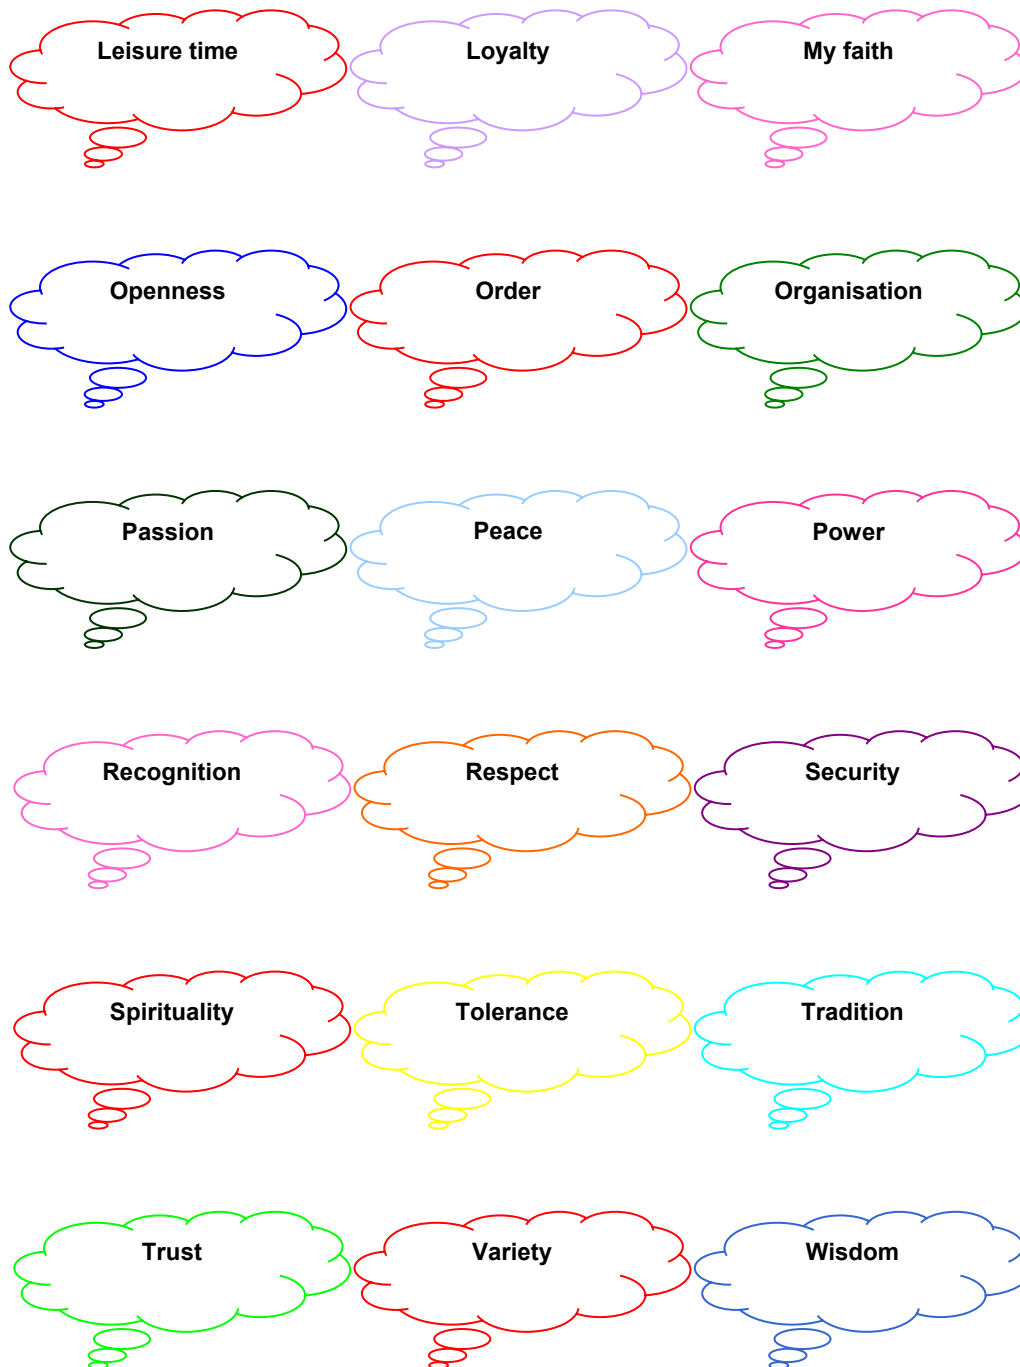 Leisure time
Loyalty
My faith
Openness
Order
Organisation
Passion
Peace
Power
Recognition
Respect
Security
Spirituality
Tolerance
Tradition
Trust
Variety
Wisdom